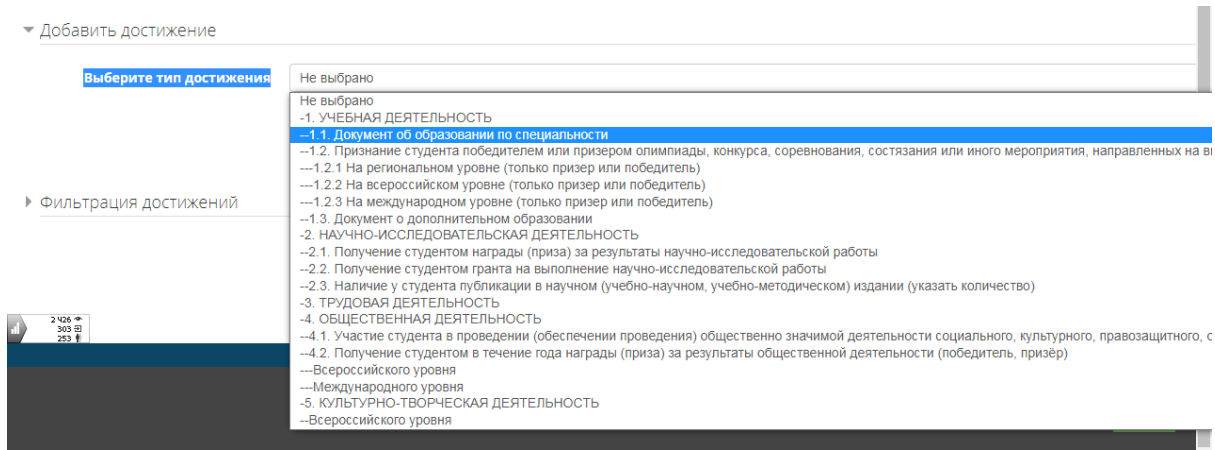 Добавить достижение
Выберите тип достижения
Не выбрано
Не выбрано
-1. УЧЕБНАЯ ДЕЯТЕЛЬНОСТЬ
--1.1. Документ об образовании по специальности
--1.2. Признание студента победителем или призером олимпиады, конкурса, соревнования, состязания или иного мероприятия, направленных на
---1.2.1 На региональном уровне (только призер или победитель)
---1.2.2 На всероссийском уровне (только призер или победитель)
---1.2.3 На международном уровне (только призер или победитель)
--1.3. Документ о дополнительном образовании
-2. НАУЧНО-ИССЛЕДОВАТЕЛЬСКАЯ ДЕЯТЕЛЬНОСТЬ
--2.1. Получение студентом награды (приза) за результаты научно-исследовательской работы
--2.2. Получение студентом гранта на выполнение научно-исследовательской работы
--2.3. Наличие у студента публикации в научном (учебно-научном, учебно-методическом) издании (указать количество)
-3. ТРУДОВАЯ ДЕЯТЕЛЬНОСТЬ
-4. ОБЩЕСТВЕННАЯ ДЕЯТЕЛЬНОСТЬ
--4.1. Участие студента в проведении (обеспечении проведения) общественно значимой деятельности социального, культурного, правозащитного,
--4.2. Получение студентом в течение года награды (приза) за результаты общественной деятельности (победитель, призёр)
---Всероссийского уровня
---Международного уровня
-5. КУЛЬТУРНО-ТВОРЧЕСКАЯ ДЕЯТЕЛЬНОСТЬ
--Всероссийского уровня
Фильтрация достижений
2 426
303
253